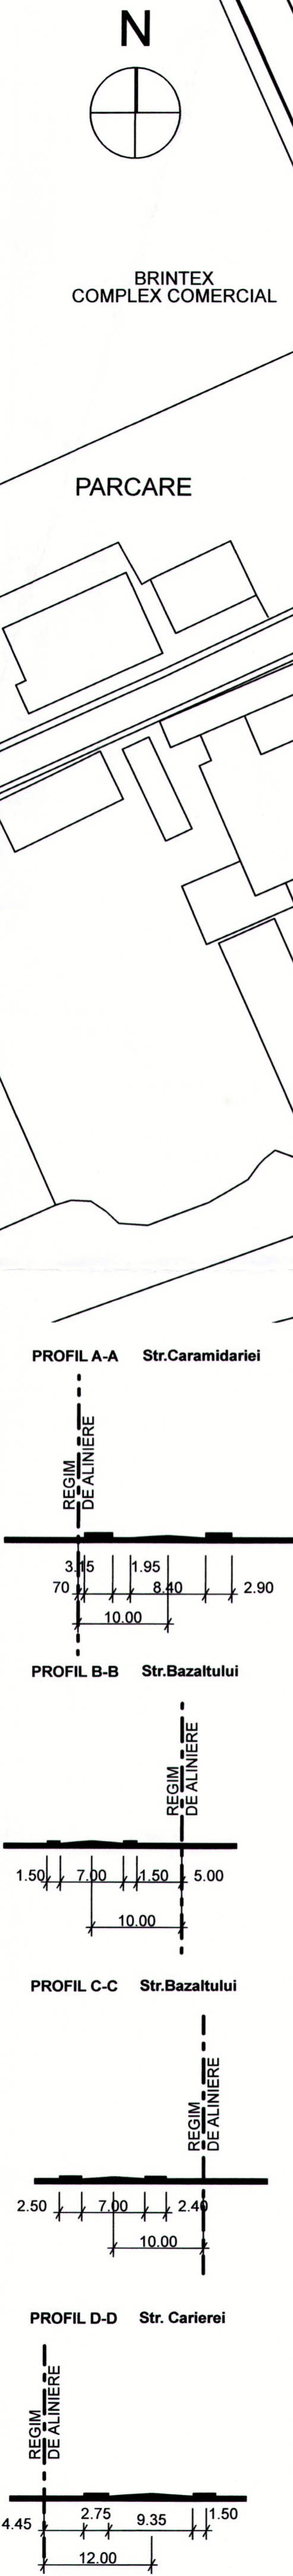 N
BRINTEX
COMPLEX COMERCIAL
PARCARE
PROFIL A-A Str.Caramidariei
REGIM
DE ALINIERE
3.15 1.95
70 8.40 2.90
10.00
PROFIL B-B Str.Bazaltului
REGIM
DE ALINIERE
1.50 7.00 1.50 5.00
10.00
PROFIL C-C Str.Bazaltului
REGIM
DE ALINIERE
2.50 7.00 2.40
10.00
PROFIL D-D Str. Carierei
REGIM
DE ALINIERE
4.45 2.75 9.35 1.50
12.00